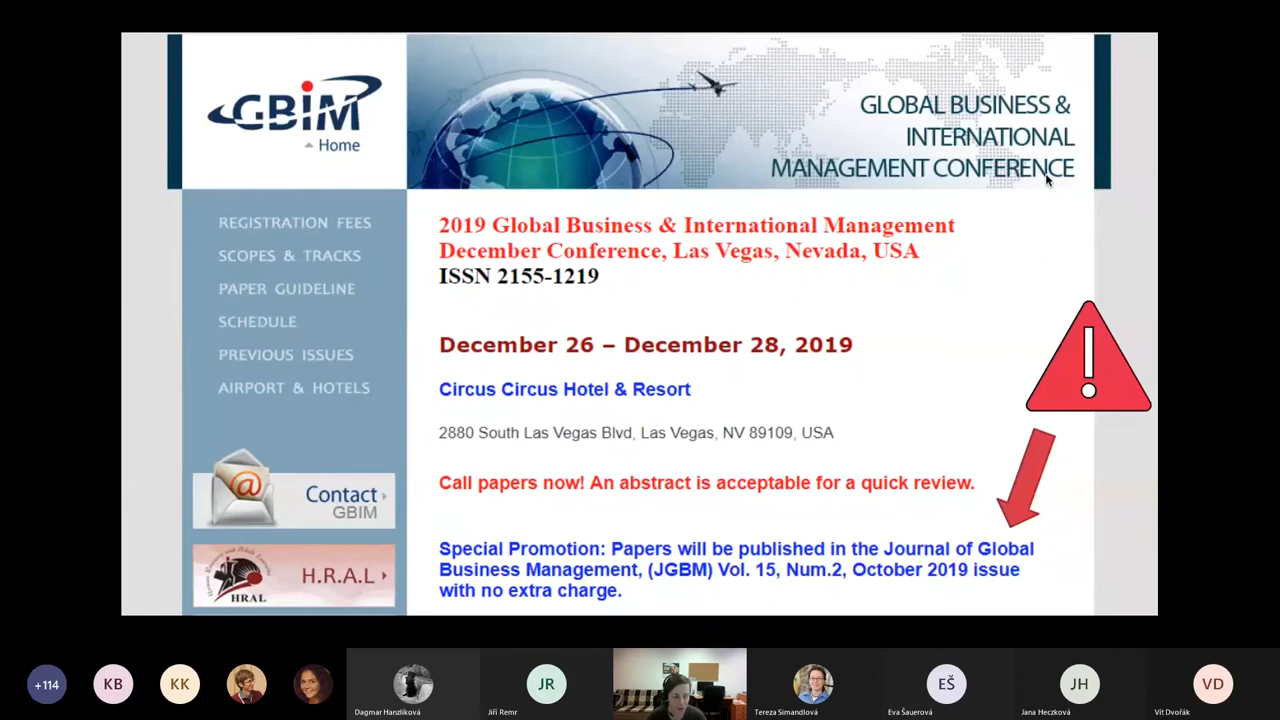 GBIM
Home
GLOBAL BUSINESS &
INTERNATIONAL
MANAGEMENT CONFERENCE
REGISTRATION FEES
SCOPES & TRACKS
PAPER GUIDELINE
SCHEDULE
PREVIOUS ISSUES
AIRPORT & HOTELS
Contact
GBIM
H.R.A.L
HRAL
2019 Global Business & International Management
December Conference, Las Vegas, Nevada, USA
ISSN 2155-1219
December 26 – December 28, 2019
Circus Circus Hotel & Resort
2880 South Las Vegas Blvd, Las Vegas, NV 89109, USA
Call papers now! An abstract is acceptable for a quick review.
Special Promotion: Papers will be published in the Journal of Global
Business Management, (JGBM) Vol. 15, Num.2, October 2019 issue
with no extra charge.
+114
KB
KK
Dagmar Hanzlíková
JR
Jiří Remr
Tereza Simandlová
EŠ
Eva Šauerová
JH
Jana Heczková
VD
Vít Dvořák